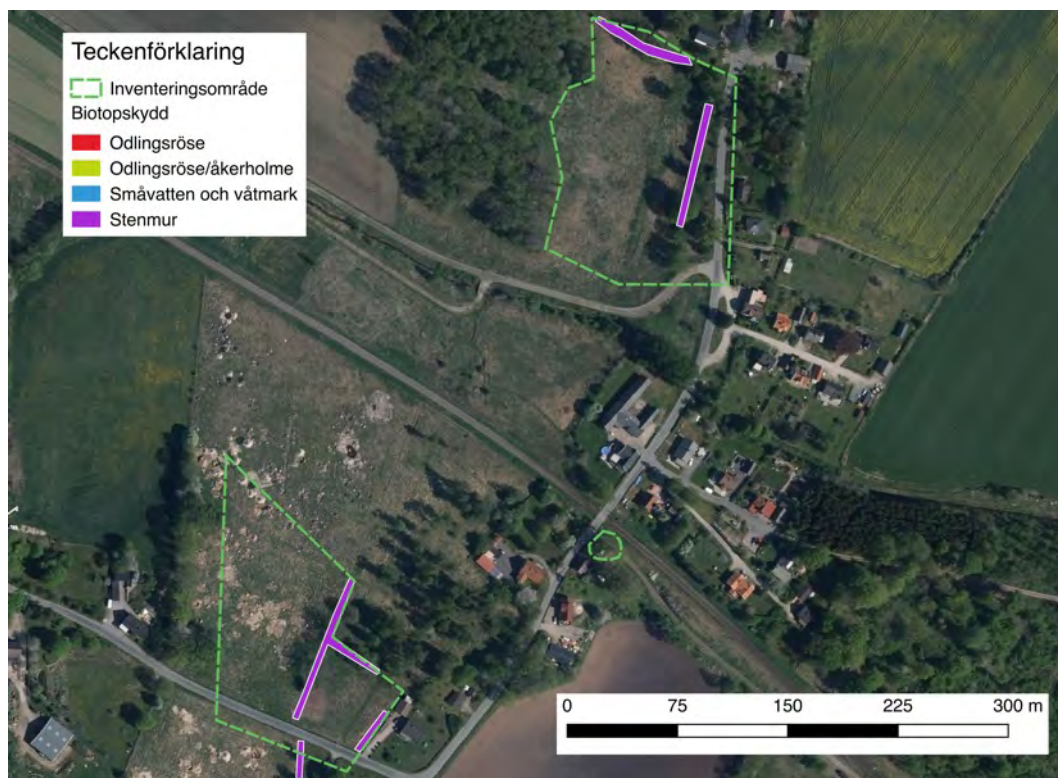 Teckenförklaring
Inventeringsområde
Biotopskydd
Odlingsröse
Odlingsröse/åkerholme
Småvatten och våtmark
Stenmur
0 75 150 225 300 m